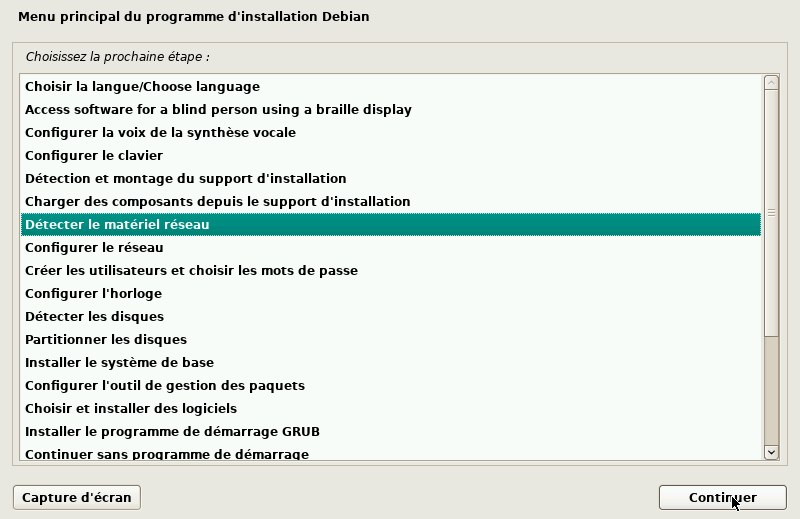 Menu principal du programme d'installation Debian
Choisissez la prochaine étape :
Choisir la langue/Choose language
Access software for a blind person using a braille display
Configurer la voix de la synthèse vocale
Configurer le clavier
Détection et montage du support d'installation
Charger des composants depuis le support d'installation
Détecter le matériel réseau
Configurer le réseau
Créer les utilisateurs et choisir les mots de passe
Configurer l'horloge
Détecter les disques
Partitionner les disques
Installer le système de base
Configurer l'outil de gestion des paquets
Choisir et installer des logiciels
Installer le programme de démarrage GRUB
Continuer sans programme de démarrage
Capture d'écran
Continuer